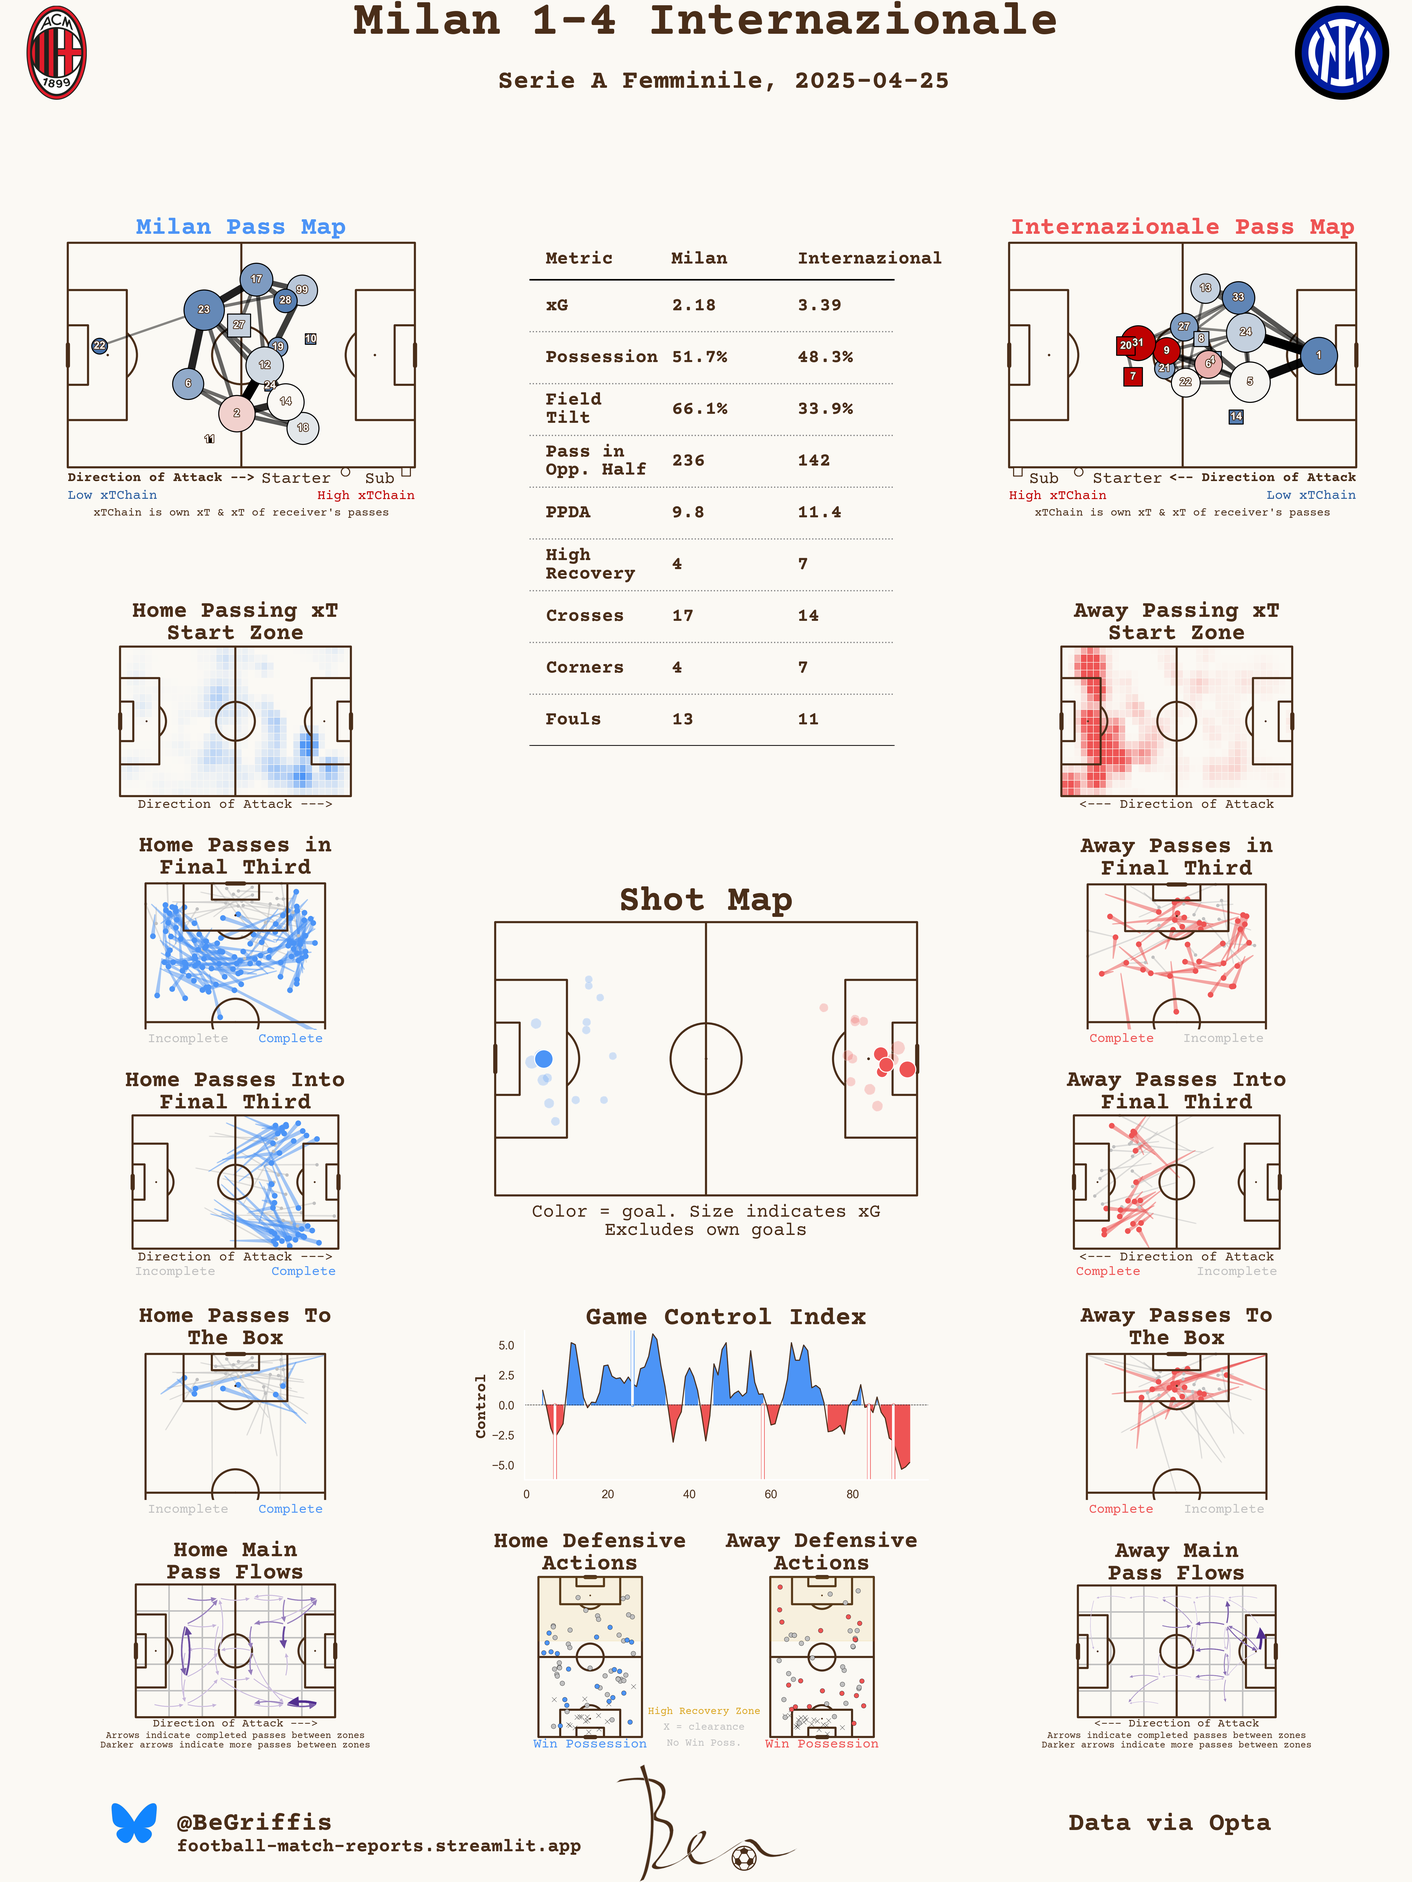 Milan 1–4 Internazionale
Serie A Femminile, 2025-04-25
ACM
1899
Milan Pass Map
22
23
17
99
28
27
10
19
12
6
24
14
2
18
11
Direction of Attack --> Starter Sub
Low xTChain High xTChain
xTChain is own xT & xT of receiver's passes
Metric Milan Internazional
xG 2.18 3.39
Possession 51.7% 48.3%
Field
Tilt 66.1% 33.9%
Pass in
Opp. Half 236 142
PPDA 9.8 11.4
High
Recovery 4 7
Crosses 17 14
Corners 4 7
Fouls 13 11
Internazionale Pass Map
13
33
27
24
8
20
31
9
1
4
6
21
7
22
5
14
Sub Starter <-- Direction of Attack
High xTChain Low xTChain
xTChain is own xT & xT of receiver's passes
Home Passing xT
Start Zone
Direction of Attack --->
Away Passing xT
Start Zone
<--- Direction of Attack
Home Passes in
Final Third
Incomplete Complete
Away Passes in
Final Third
Complete Incomplete
Shot Map
Color = goal. Size indicates xG
Excludes own goals
Home Passes Into
Final Third
Direction of Attack --->
Incomplete Complete
Away Passes Into
Final Third
<--- Direction of Attack
Complete Incomplete
Home Passes To
The Box
Incomplete Complete
Game Control Index
Control
5.0
2.5
0.0
−2.5
−5.0
0 20 40 60 80
Away Passes To
The Box
Complete Incomplete
Home Main
Pass Flows
Direction of Attack --->
Arrows indicate completed passes between zones
Darker arrows indicate more passes between zones
Home Defensive
Actions
Win Possession
High Recovery Zone
X = clearance
No Win Poss.
Away Defensive
Actions
Win Possession
Away Main
Pass Flows
<--- Direction of Attack
Arrows indicate completed passes between zones
Darker arrows indicate more passes between zones
@BeGriffis
football-match-reports.streamlit.app
Ben
Data via Opta